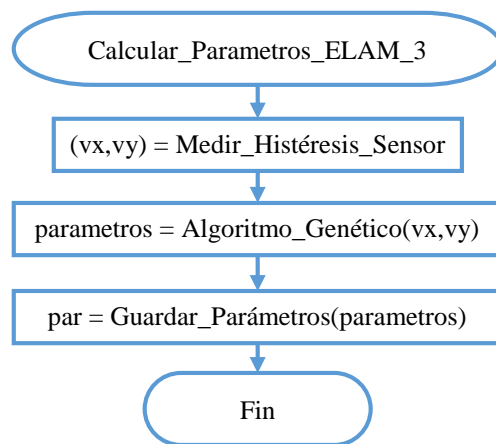 Calcular_Parametros_ELAM_3
(vx,vy) = Medir_Histéresis_Sensor
parametros = Algoritmo_Genético(vx,vy)
par = Guardar_Parámetros(parametros)
Fin